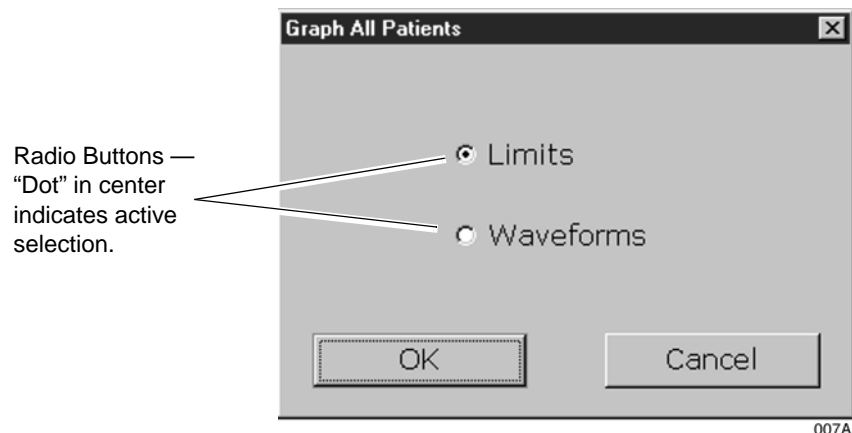 Graph All Patients
Radio Buttons —
“Dot” in center
indicates active
selection.
Limits
Waveforms
OK
Cancel
007A